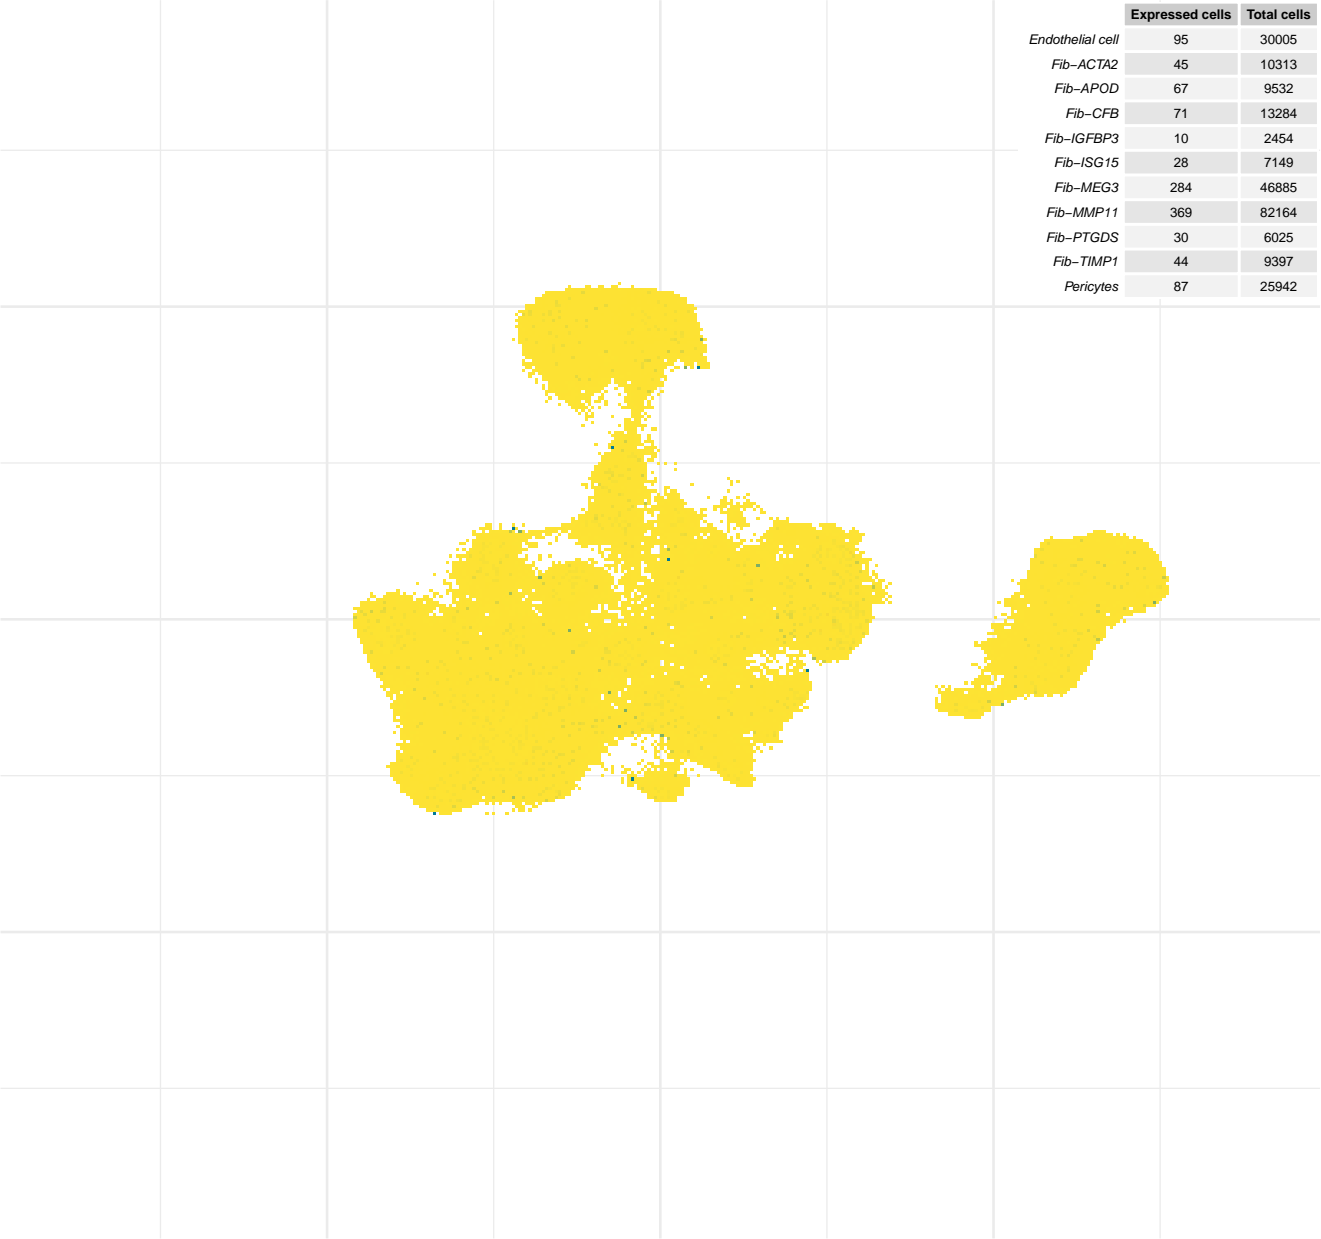 Expressed cells Total cells
Endothelial cell 95 30005
Fib−ACTA2 45 10313
Fib−APOD 67 9532
Fib−CFB 71 13284
Fib−IGFBP3 10 2454
Fib−ISG15 28 7149
Fib−MEG3 284 46885
Fib−MMP11 369 82164
Fib−PTGDS 30 6025
Fib−TIMP1 44 9397
Pericytes 87 25942